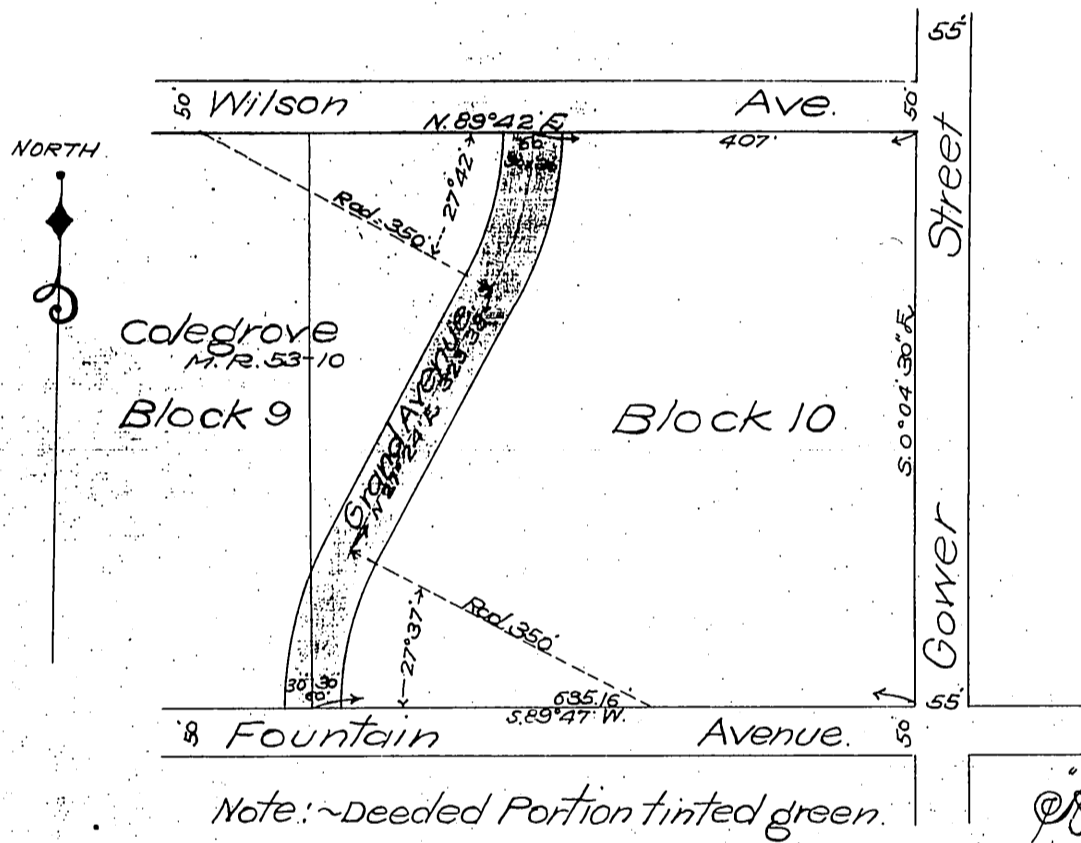 55'
50' Wilson Ave. 50'
N. 89°42' E.
407'
NORTH
27°42'
Rad. 350'
Street
Colegrove
M.R. 53-10
Block 9
Grand Avenue
Block 10
S. 0°04'30" E.
Gower
Rad. 350'
27°37'
30' 30'
60'
635.16
S. 89°47' W.
55'
50' Fountain Avenue. 50'
Note:~Deeded Portion tinted green.